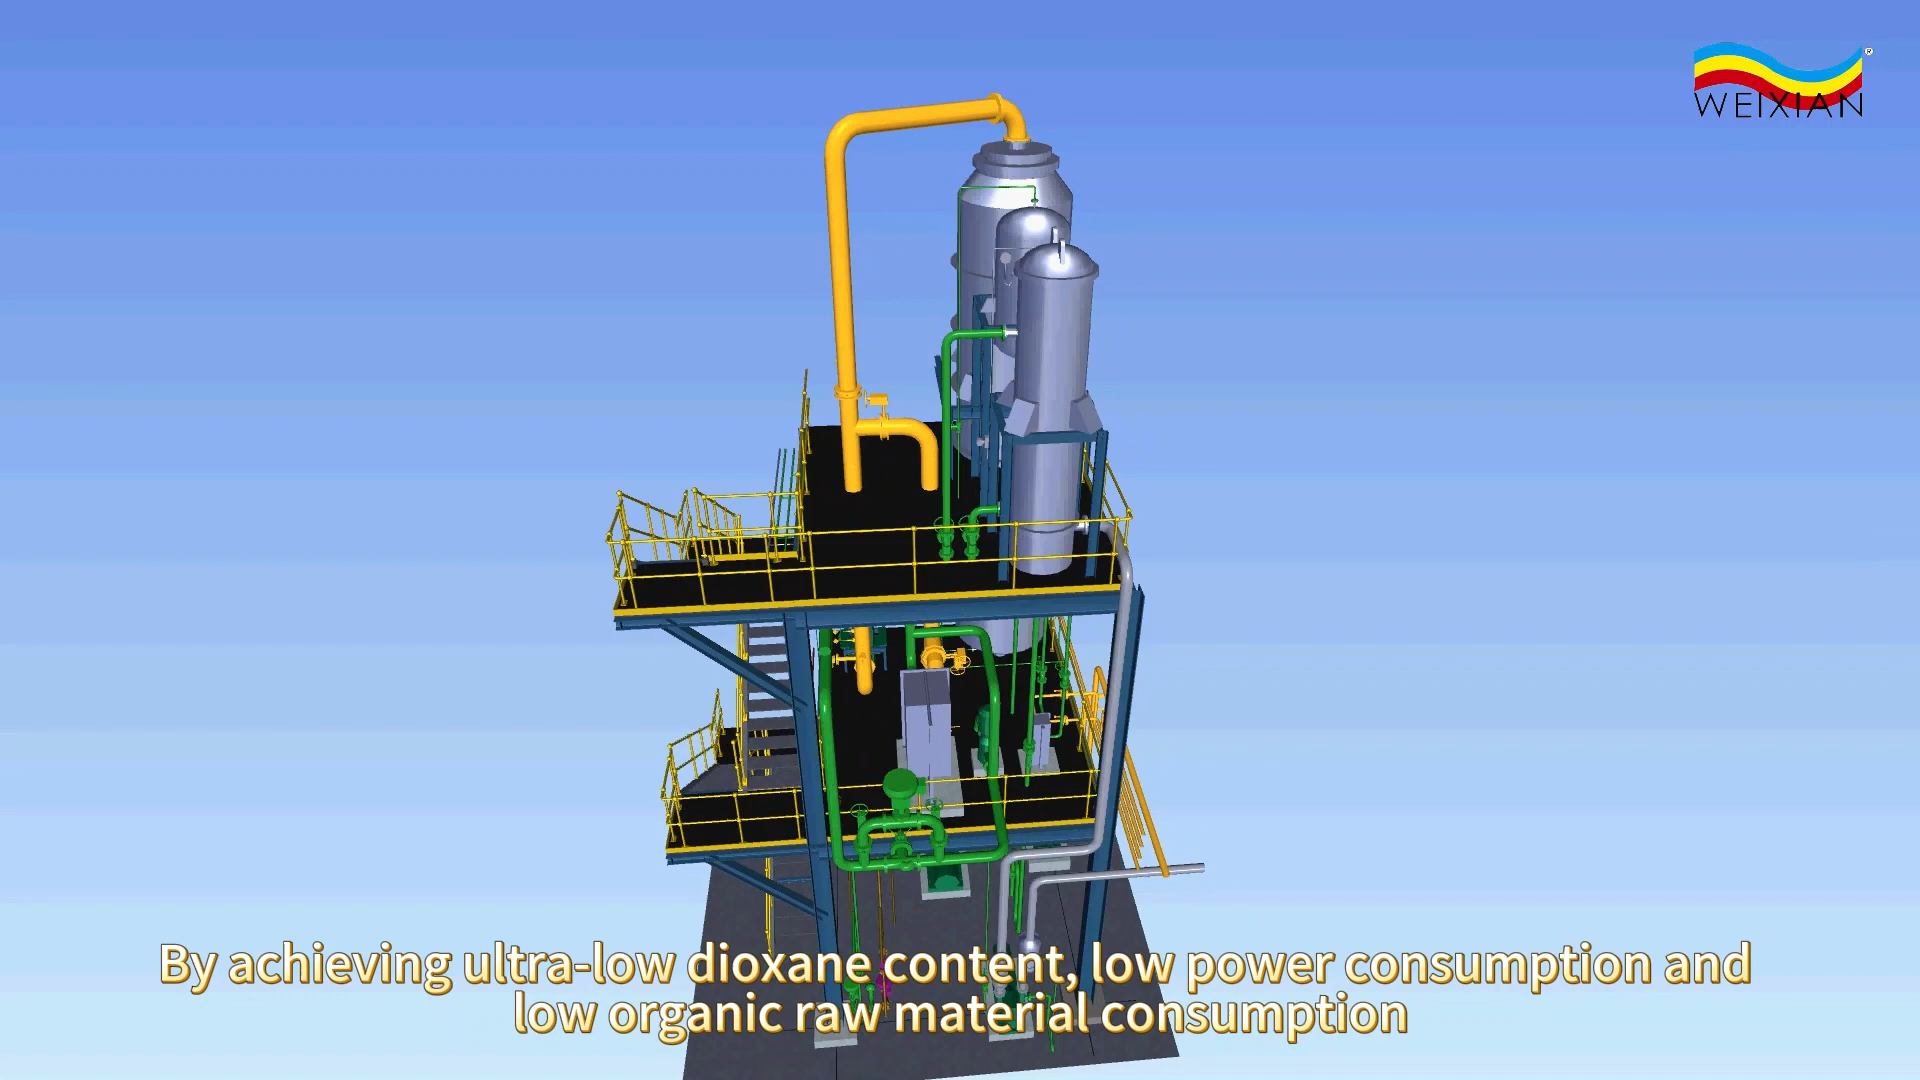 WEIXIAN
®
By achieving ultra-low dioxane content, low power consumption and
low organic raw material consumption